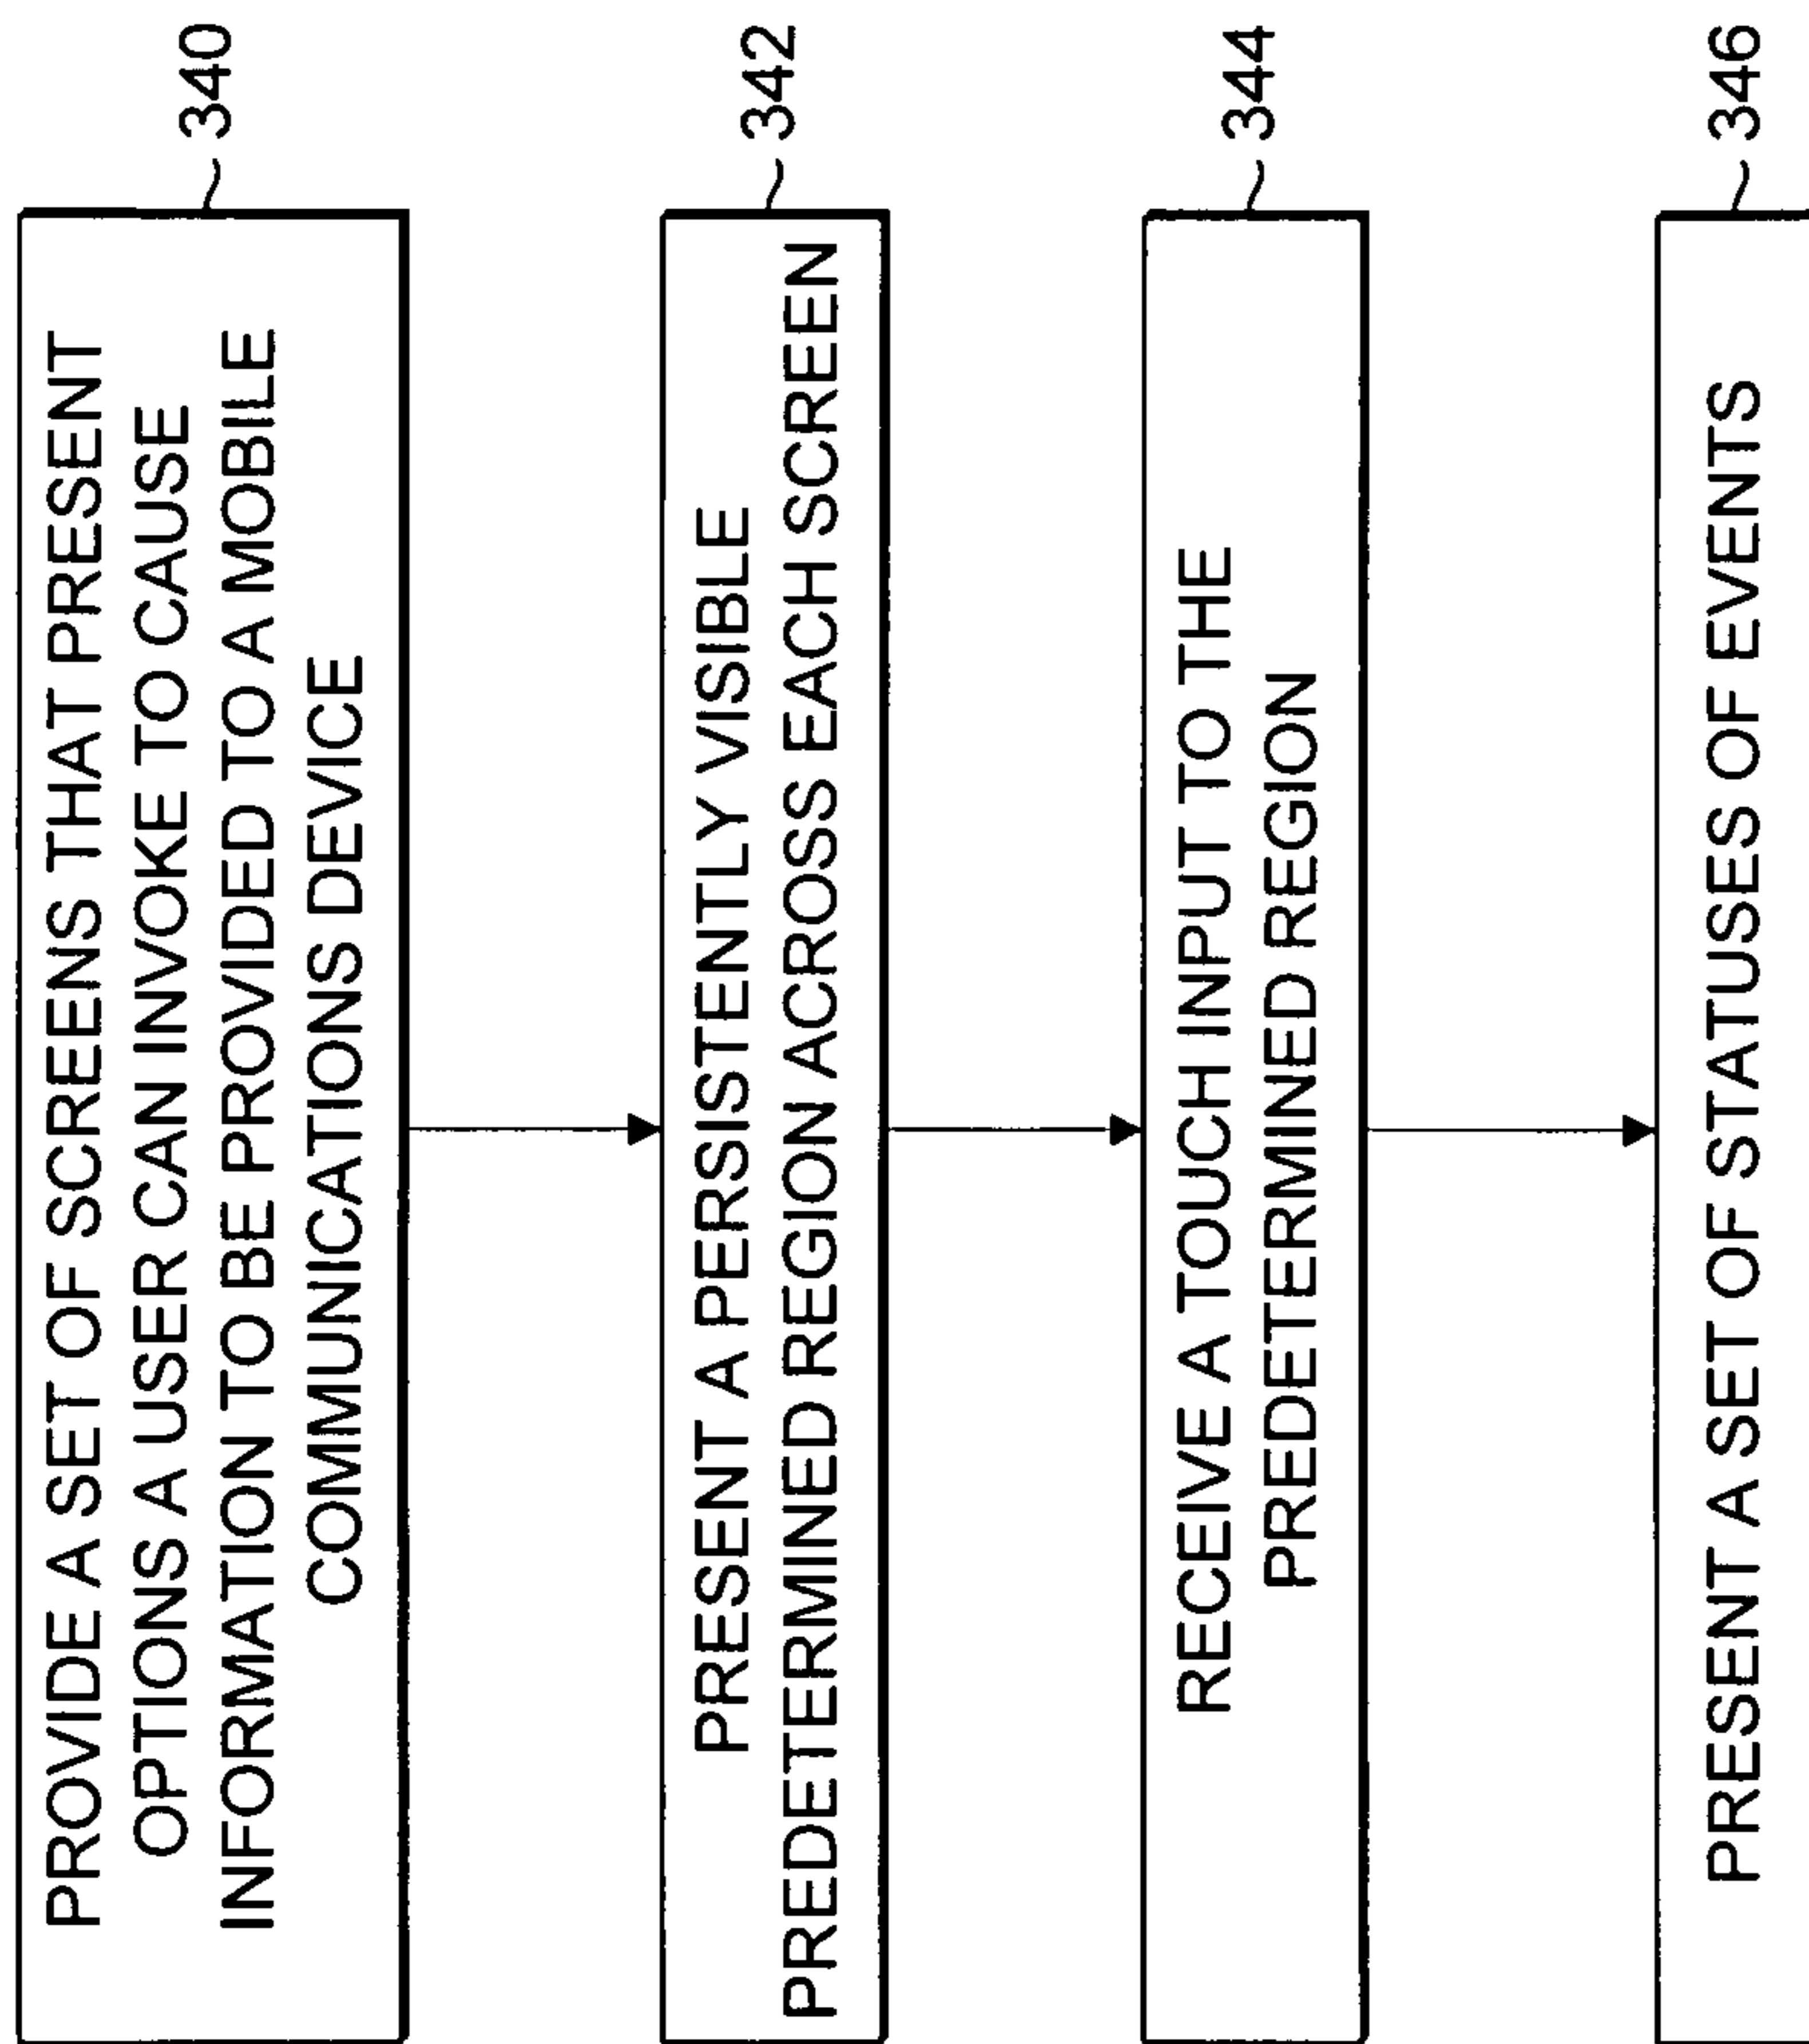 PROVIDE A SET OF SCREENS THAT PRESENT
OPTIONS A USER CAN INVOKE TO CAUSE
INFORMATION TO BE PROVIDED TO A MOBILE
COMMUNICATIONS DEVICE
340
PRESENT A PERSISTENTLY VISIBLE
PREDETERMINED REGION ACROSS EACH SCREEN
342
RECEIVE A TOUCH INPUT TO THE
PREDETERMINED REGION
344
PRESENT A SET OF STATUSES OF EVENTS
346